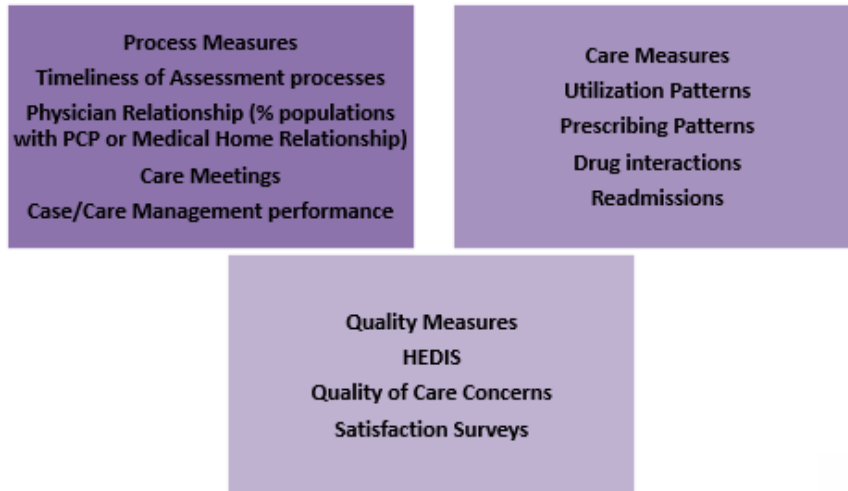 Process Measures
Timeliness of Assessment processes
Physician Relationship (% populations
with PCP or Medical Home Relationship)
Care Meetings
Case/Care Management performance
Care Measures
Utilization Patterns
Prescribing Patterns
Drug interactions
Readmissions
Quality Measures
HEDIS
Quality of Care Concerns
Satisfaction Surveys